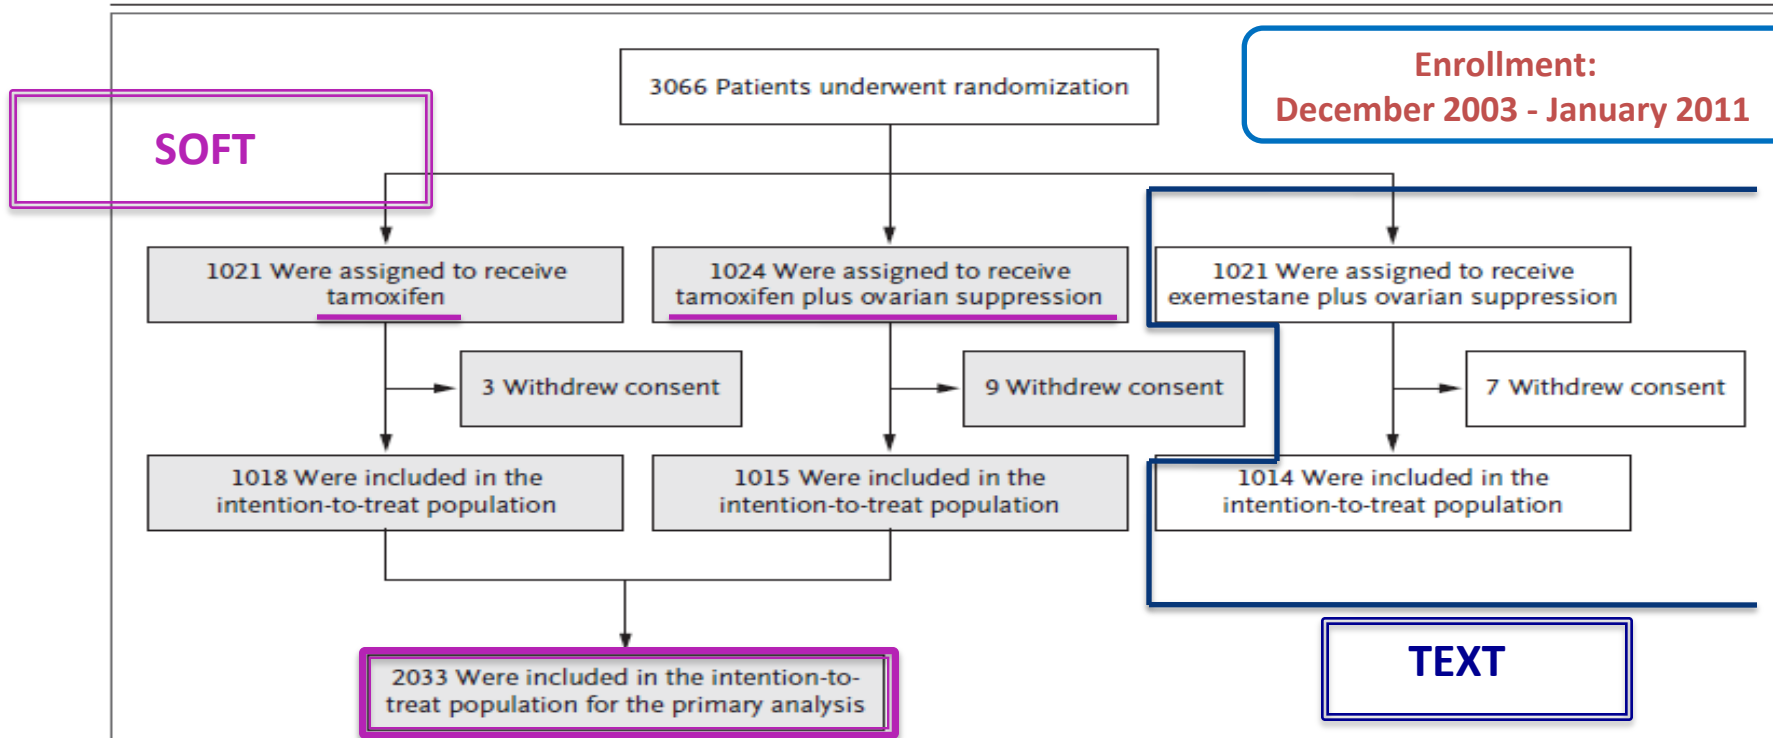 Enrollment:
December 2003 - January 2011
3066 Patients underwent randomization
SOFT
1021 Were assigned to receive
tamoxifen
1024 Were assigned to receive
tamoxifen plus ovarian suppression
1021 Were assigned to receive
exemestane plus ovarian suppression
3 Withdrew consent
9 Withdrew consent
7 Withdrew consent
1018 Were included in the
intention-to-treat population
1015 Were included in the
intention-to-treat population
1014 Were included in the
intention-to-treat population
2033 Were included in the intention-to-
treat population for the primary analysis
TEXT